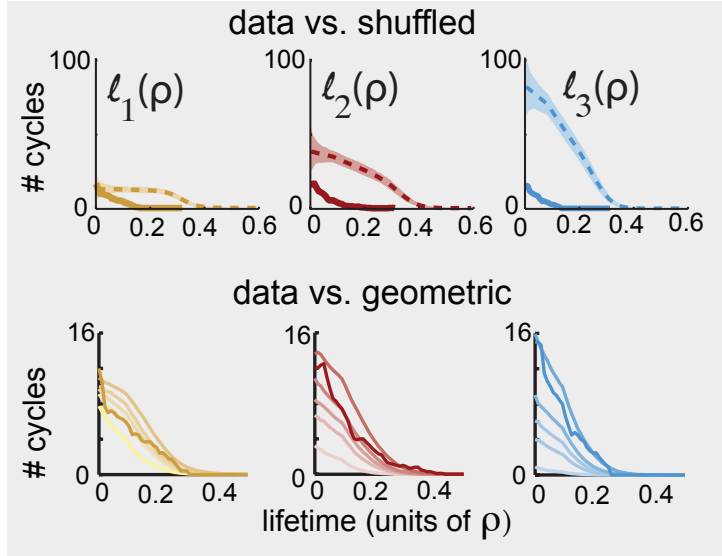 data vs. shuffled
100 100 100
ℓ1(ρ) ℓ2(ρ) ℓ3(ρ)
# cycles
0 0 0
0 0.2 0.4 0.6 0 0.2 0.4 0.6 0 0.2 0.4 0.6
data vs. geometric
16 16 16
# cycles
0 0 0
0 0.2 0.4 0 0.2 0.4 0 0.2 0.4
lifetime (units of ρ)